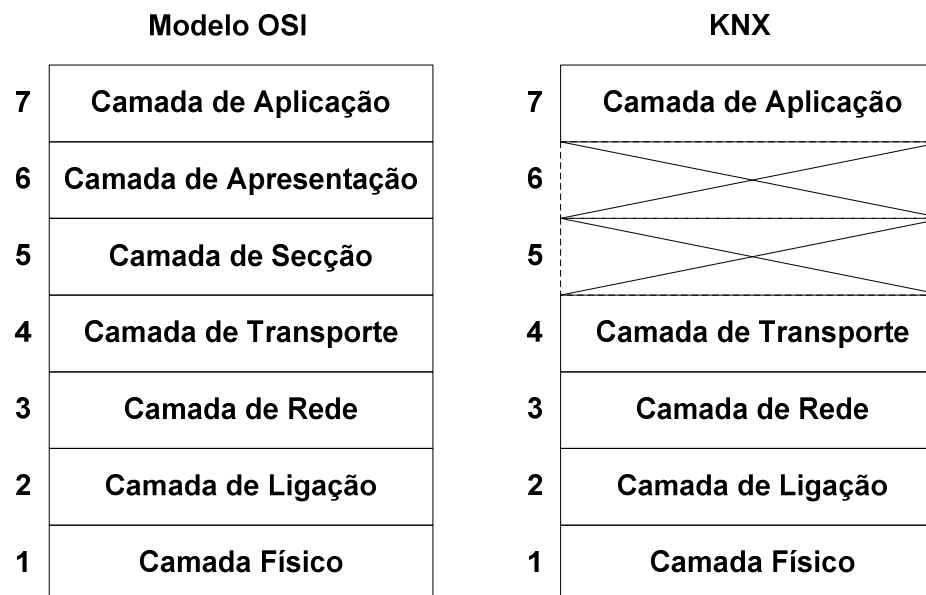 Modelo OSI
7 Camada de Aplicação
6 Camada de Apresentação
5 Camada de Secção
4 Camada de Transporte
3 Camada de Rede
2 Camada de Ligação
1 Camada Físico
KNX
7 Camada de Aplicação
6
5
4 Camada de Transporte
3 Camada de Rede
2 Camada de Ligação
1 Camada Físico